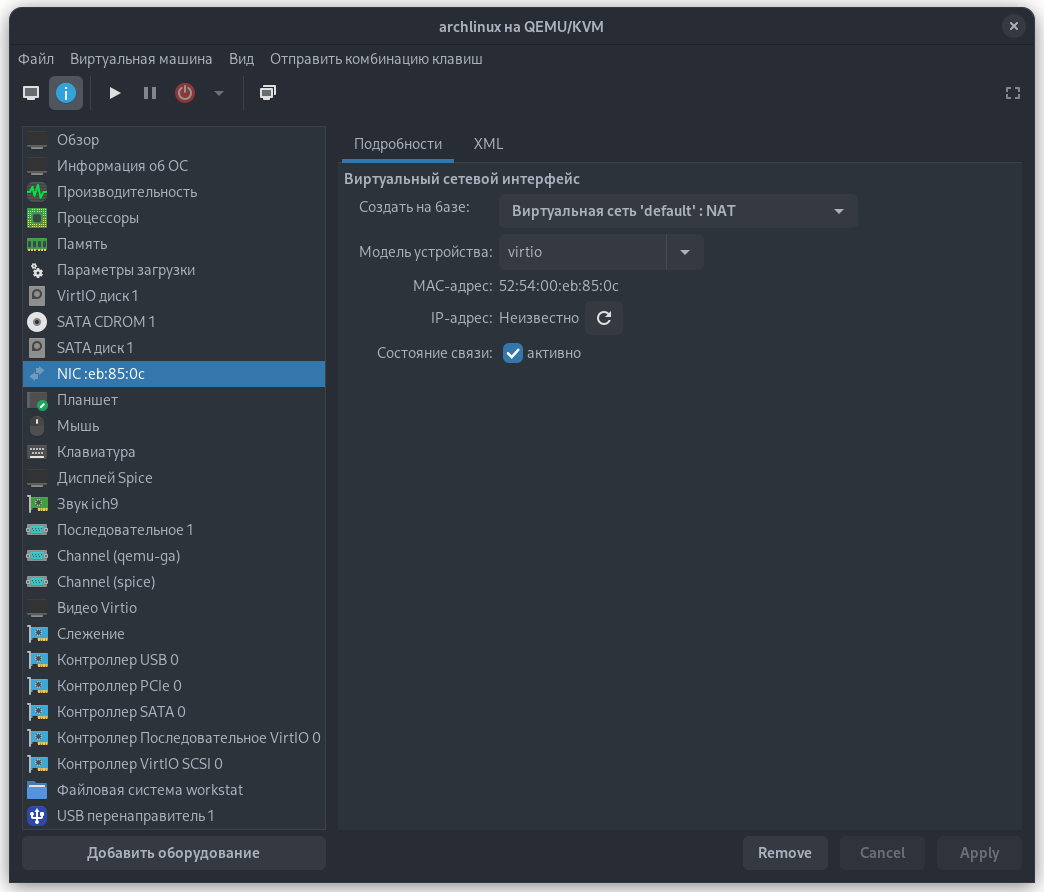 archlinux на QEMU/KVM
Файл Виртуальная машина Вид Отправить комбинацию клавиш
Обзор
Информация об ОС
Производительность
Процессоры
Память
Параметры загрузки
VirtIO диск 1
SATA CDROM 1
SATA диск 1
NIC :eb:85:0c
Планшет
Мышь
Клавиатура
Дисплей Spice
Звук ich9
Последовательное 1
Channel (qemu-ga)
Channel (spice)
Видео Virtio
Слежение
Контроллер USB 0
Контроллер PCIe 0
Контроллер SATA 0
Контроллер Последовательное VirtIO 0
Контроллер VirtIO SCSI 0
Файловая система workstat
USB перенаправитель 1
Добавить оборудование
Подробности XML
Виртуальный сетевой интерфейс
Создать на базе: Виртуальная сеть 'default' : NAT
Модель устройства: virtio
MAC-адрес: 52:54:00:eb:85:0c
IP-адрес: Неизвестно
Состояние связи: активно
Remove Cancel Apply